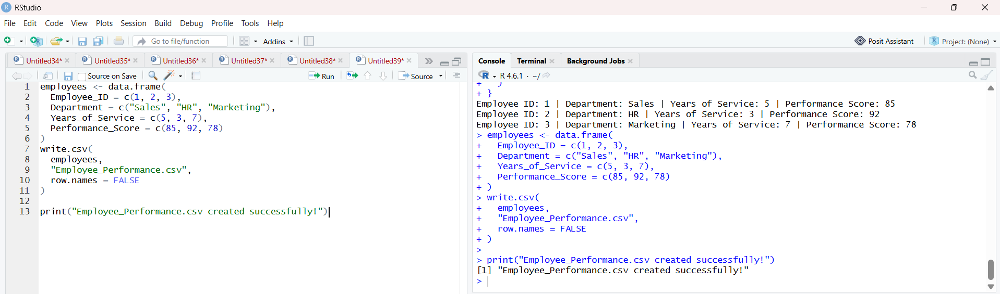 RStudio
File Edit Code View Plots Session Build Debug Profile Tools Help
Go to file/function Addins Posit Assistant Project: (None)
Untitled34* Untitled35* Untitled36* Untitled37* Untitled38* Untitled39*
Source on Save Run Source
1 employees <- data.frame(
2   Employee_ID = c(1, 2, 3),
3   Department = c("Sales", "HR", "Marketing"),
4   Years_of_Service = c(5, 3, 7),
5   Performance_Score = c(85, 92, 78)
6 )
7 write.csv(
8   employees,
9   "Employee_Performance.csv",
10   row.names = FALSE
11 )
12
13 print("Employee_Performance.csv created successfully!")
Console Terminal Background Jobs
R R 4.6.1 · ~/
+   )
+ }
Employee ID: 1 | Department: Sales | Years of Service: 5 | Performance Score: 85
Employee ID: 2 | Department: HR | Years of Service: 3 | Performance Score: 92
Employee ID: 3 | Department: Marketing | Years of Service: 7 | Performance Score: 78
> employees <- data.frame(
+   Employee_ID = c(1, 2, 3),
+   Department = c("Sales", "HR", "Marketing"),
+   Years_of_Service = c(5, 3, 7),
+   Performance_Score = c(85, 92, 78)
+ )
> write.csv(
+   employees,
+   "Employee_Performance.csv",
+   row.names = FALSE
+ )
>
> print("Employee_Performance.csv created successfully!")
[1] "Employee_Performance.csv created successfully!"
>